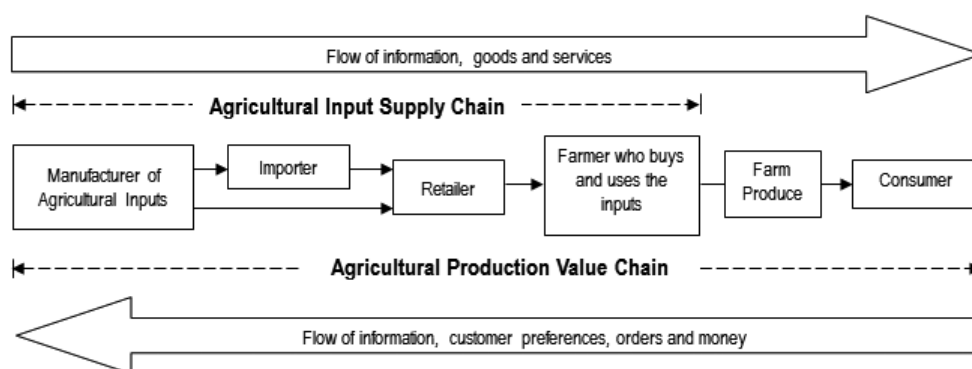 Flow of information, goods and services
Agricultural Input Supply Chain
Manufacturer of
Agricultural Inputs
Importer
Retailer
Farmer who buys
and uses the
inputs
Farm
Produce
Consumer
Agricultural Production Value Chain
Flow of information, customer preferences, orders and money